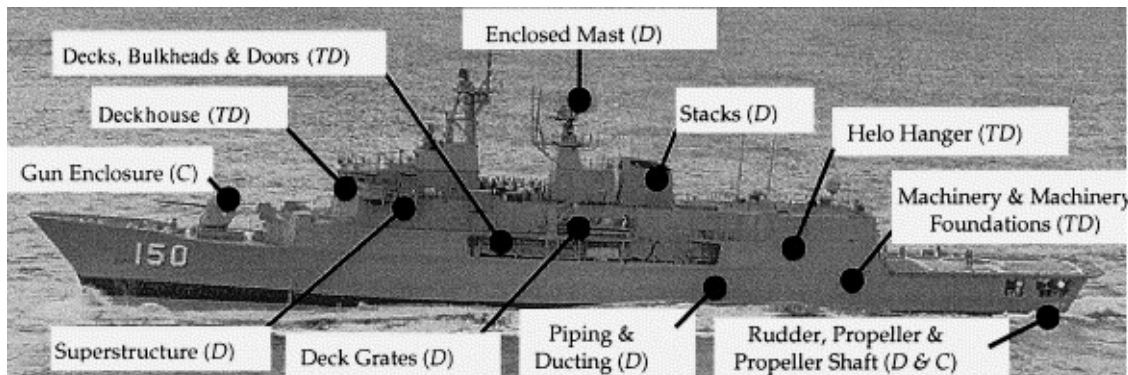 Enclosed Mast (D)
Decks, Bulkheads & Doors (TD)
Deckhouse (TD)
Stacks (D)
Helo Hanger (TD)
Gun Enclosure (C)
Machinery & Machinery
Foundations (TD)
150
Superstructure (D)
Deck Grates (D)
Piping &
Ducting
(D)
Rudder, Propeller &
Propeller Shaft (D & C)